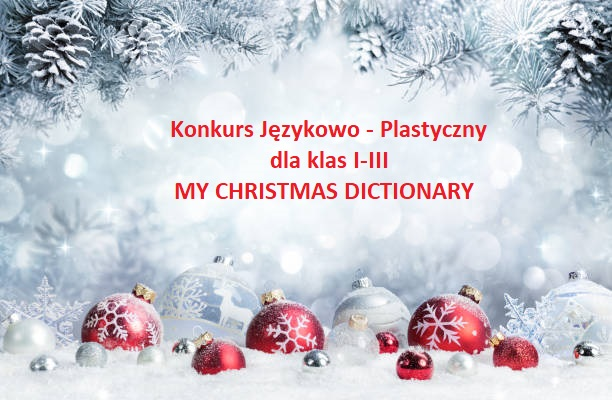 Konkurs Językowo - Plastyczny
dla klas I-III
MY CHRISTMAS DICTIONARY